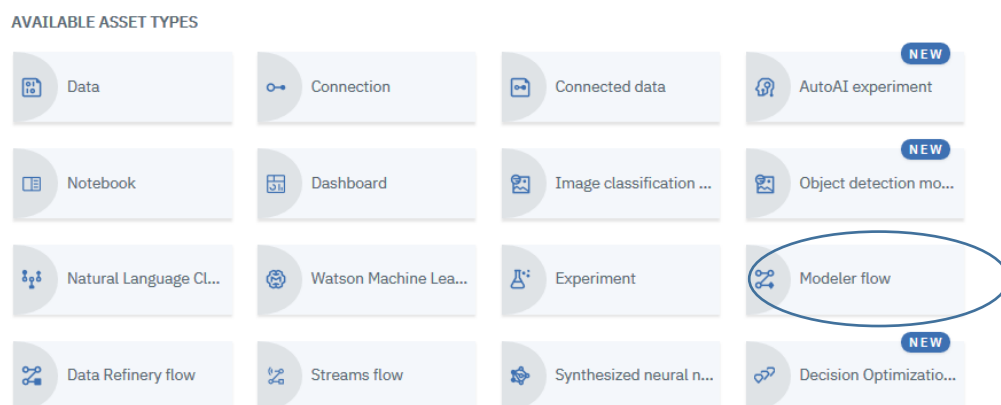 AVAILABLE ASSET TYPES
NEW
Data
Connection
Connected data
AutoAI experiment
NEW
Notebook
Dashboard
Image classification ...
Object detection mo...
Natural Language Cl...
Watson Machine Lea...
Experiment
Modeler flow
NEW
Data Refinery flow
Streams flow
Synthesized neural n...
Decision Optimizatio...